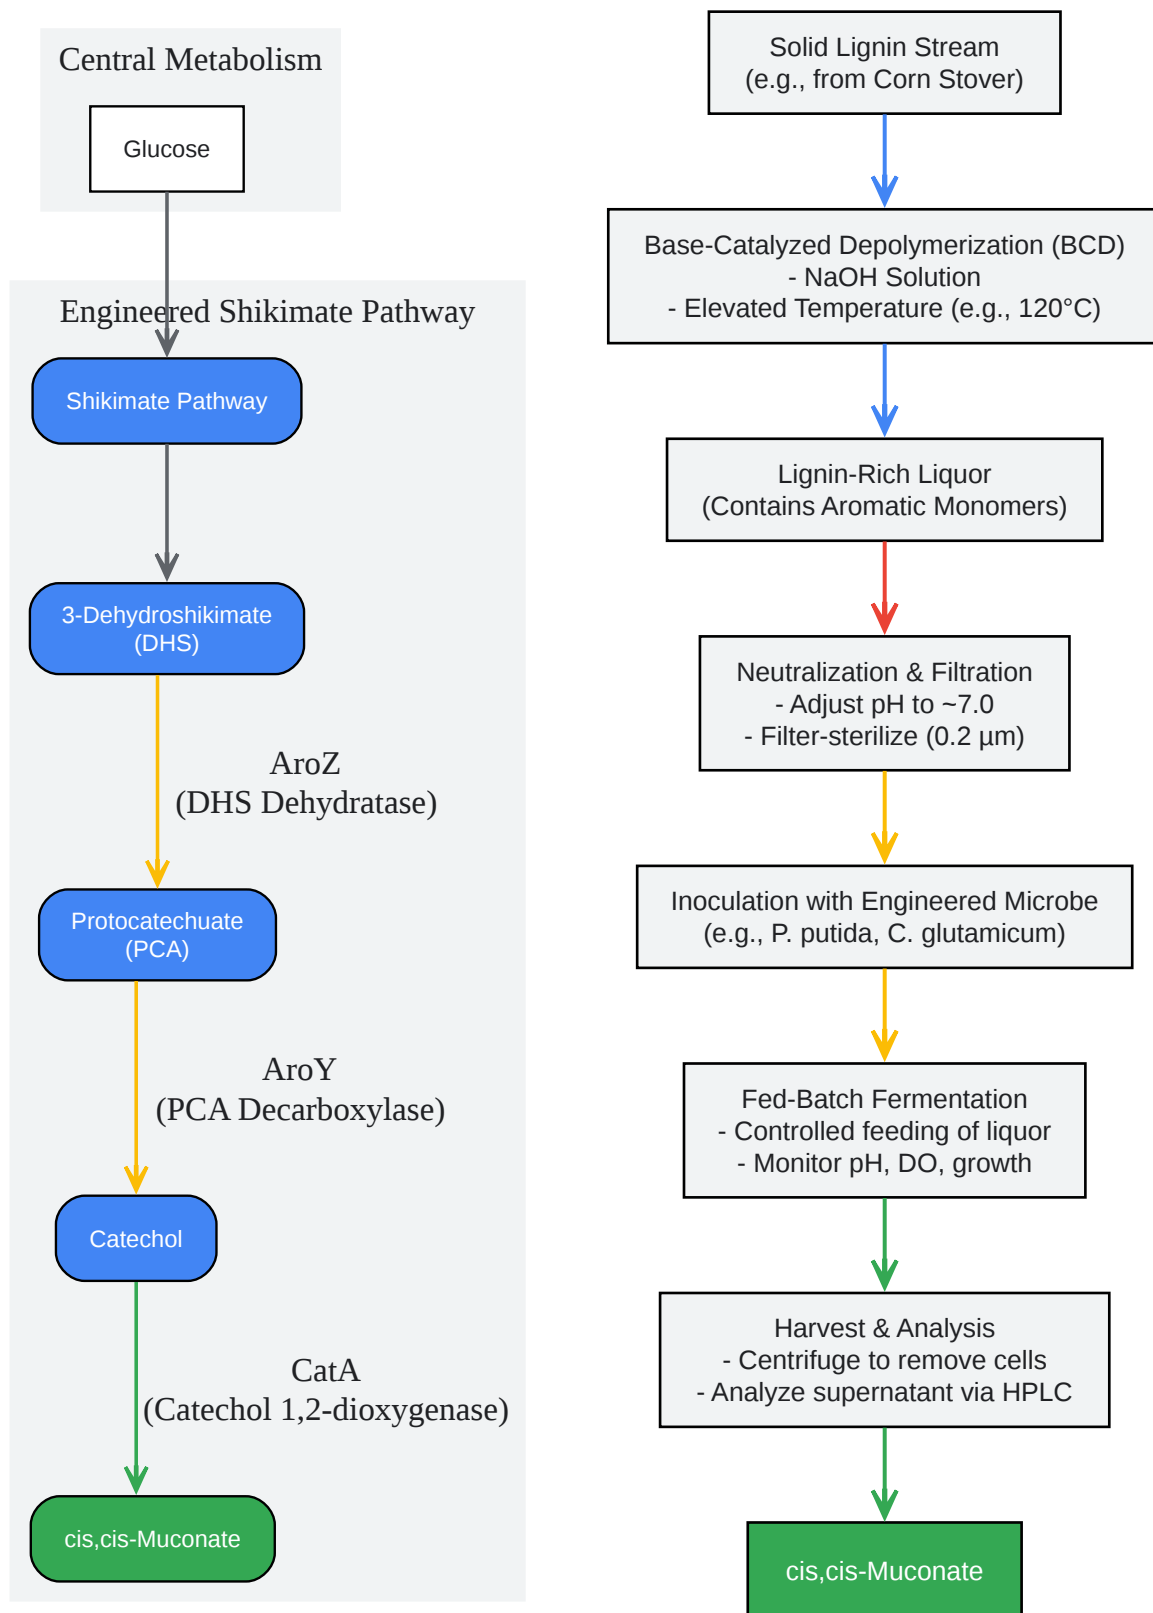 Central Metabolism
Glucose
Engineered Shikimate Pathway
Shikimate Pathway
3-Dehydroshikimate
(DHS)
AroZ
(DHS Dehydratase)
Protocatechuate
(PCA)
AroY
(PCA Decarboxylase)
Catechol
CatA
(Catechol 1,2-dioxygenase)
cis,cis-Muconate
Solid Lignin Stream
(e.g., from Corn Stover)
Base-Catalyzed Depolymerization (BCD)
- NaOH Solution
- Elevated Temperature (e.g., 120°C)
Lignin-Rich Liquor
(Contains Aromatic Monomers)
Neutralization & Filtration
- Adjust pH to ~7.0
- Filter-sterilize (0.2 µm)
Inoculation with Engineered Microbe
(e.g., P. putida, C. glutamicum)
Fed-Batch Fermentation
- Controlled feeding of liquor
- Monitor pH, DO, growth
Harvest & Analysis
- Centrifuge to remove cells
- Analyze supernatant via HPLC
cis,cis-Muconate